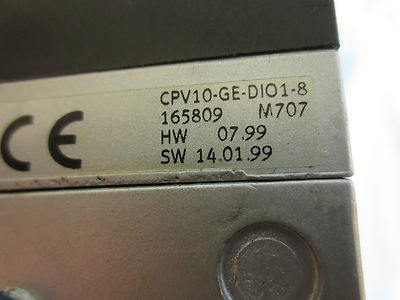 CPV10-GE-DIO1-8
165809 M707
HW 07.99
SW 14.01.99
CE